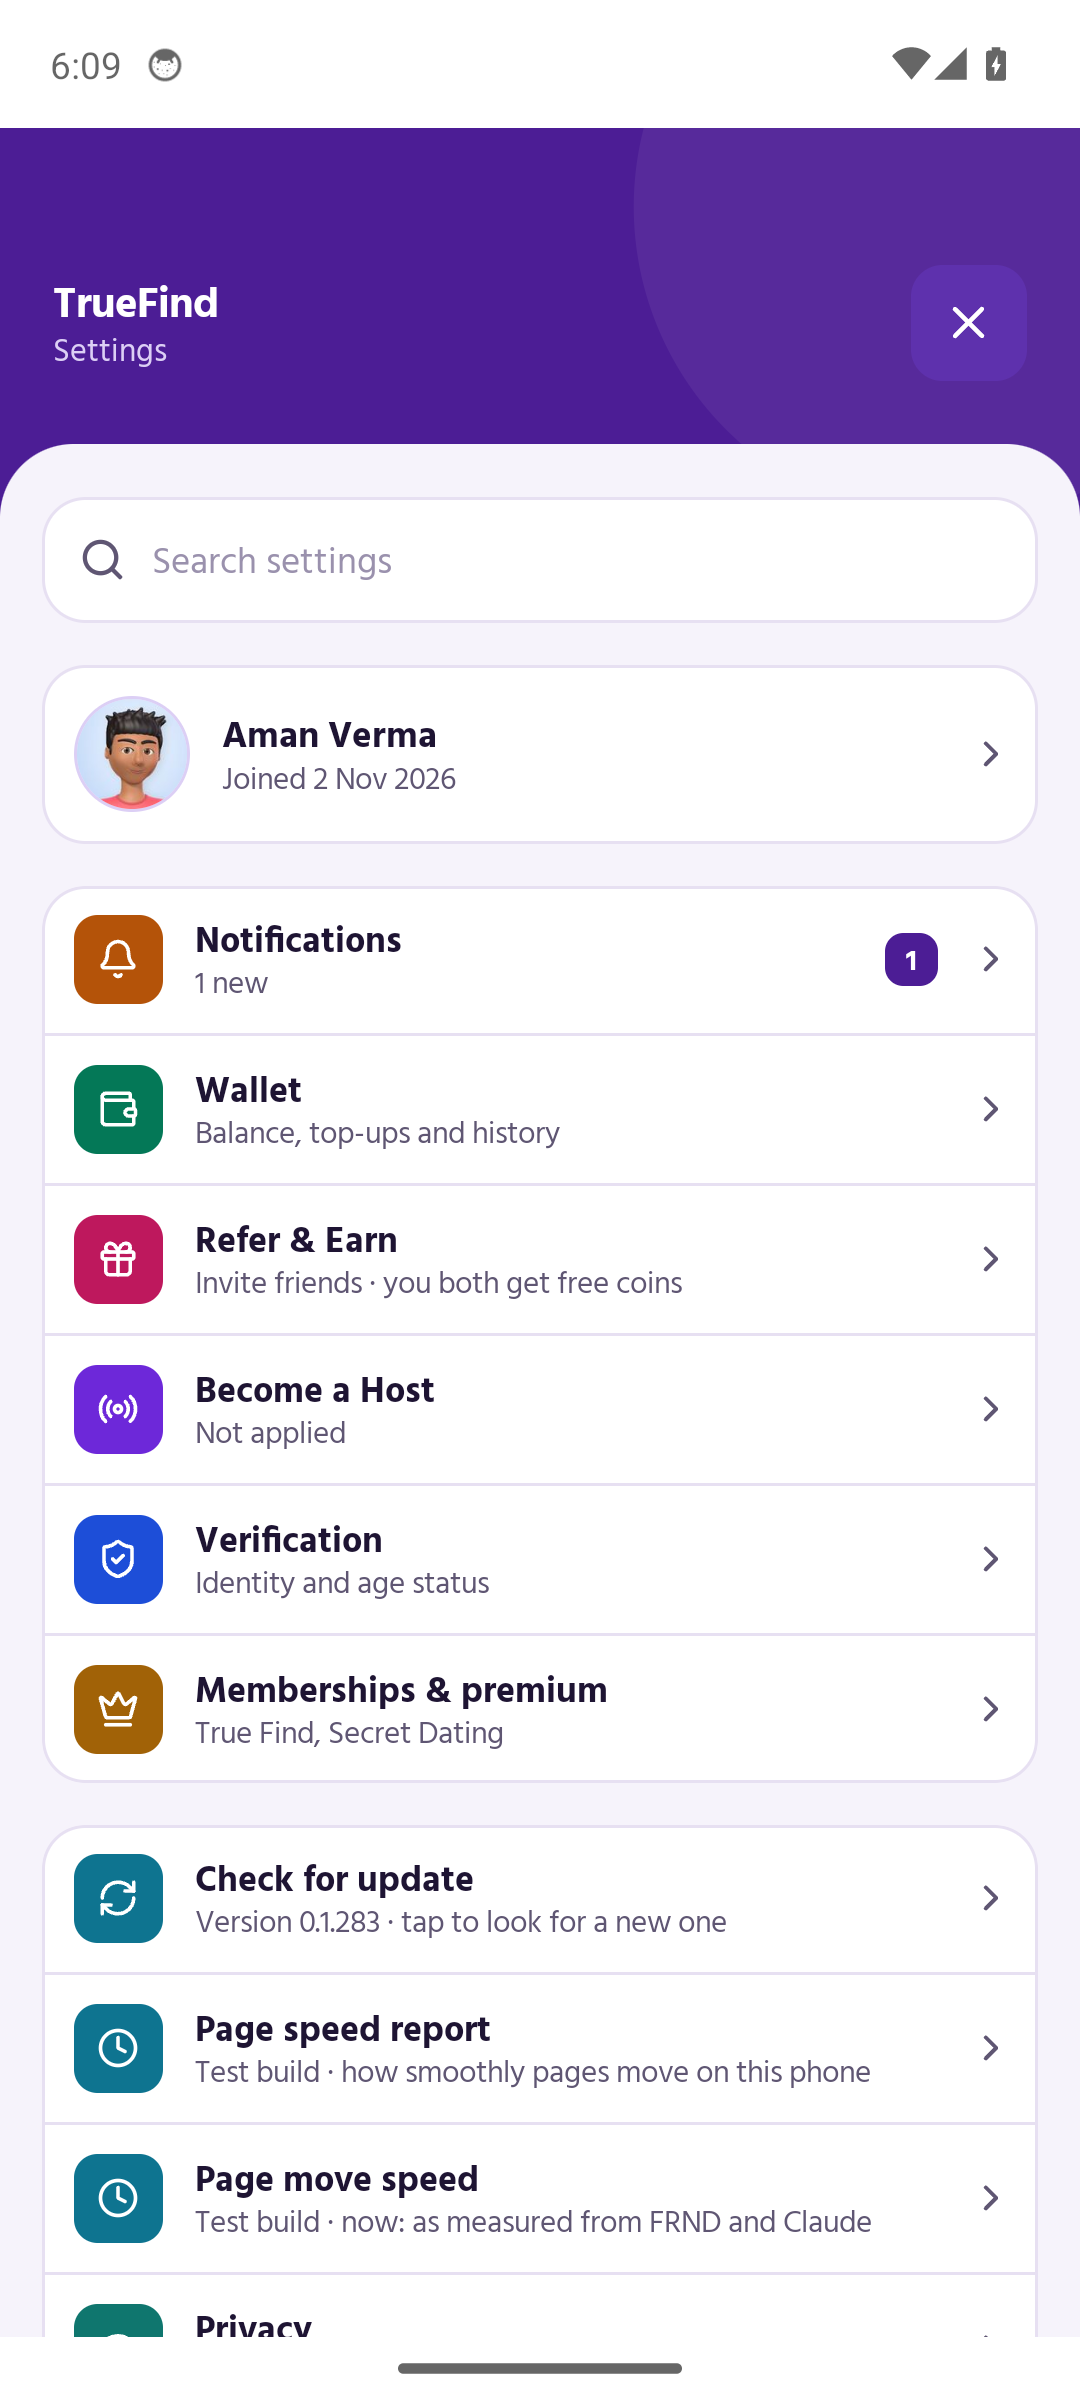 6:09
TrueFind
Settings
Search settings
Aman Verma
Joined 2 Nov 2026
Notifications
1 new
1
Wallet
Balance, top-ups and history
Refer & Earn
Invite friends · you both get free coins
Become a Host
Not applied
Verification
Identity and age status
Memberships & premium
True Find, Secret Dating
Check for update
Version 0.1.283 · tap to look for a new one
Page speed report
Test build · how smoothly pages move on this phone
Page move speed
Test build · now: as measured from FRND and Claude
Privacy